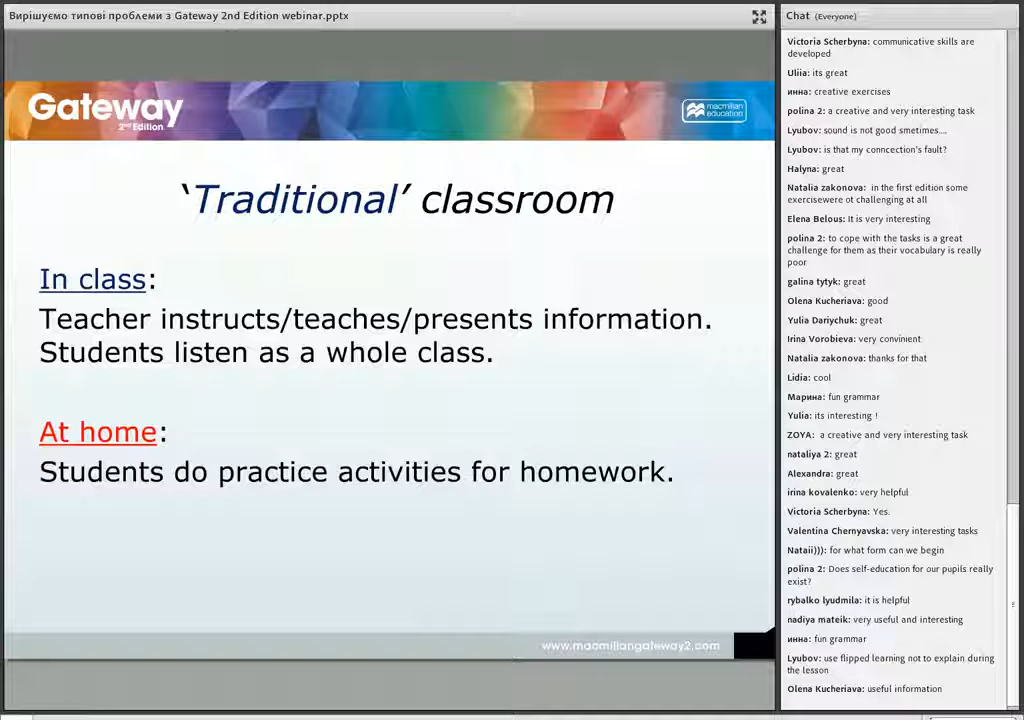 Вирішуємо типові проблеми з Gateway 2nd Edition webinar.pptx
Gateway
2nd Edition
macmillan
education
‘Traditional’ classroom
In class:
Teacher instructs/teaches/presents information.
Students listen as a whole class.
At home:
Students do practice activities for homework.
www.macmillangateway2.com
Chat (Everyone)
Victoria Scherbyna: communicative skills are
developed
Uliia: its great
инна: creative exercises
polina 2: a creative and very interesting task
Lyubov: sound is not good smetimes....
Lyubov: is that my conncection's fault?
Halyna: great
Natalia zakonova: in the first edition some
exercisewere ot challenging at all
Elena Belous: It is very interesting
polina 2: to cope with the tasks is a great
challenge for them as their vocabulary is really
poor
galina tytyk: great
Olena Kucheriava: good
Yulia Dariychuk: great
Irina Vorobieva: very convinient
Natalia zakonova: thanks for that
Lidia: cool
Марина: fun grammar
Yulia: its interesting !
ZOYA: a creative and very interesting task
nataliya 2: great
Alexandra: great
irina kovalenko: very helpful
Victoria Scherbyna: Yes.
Valentina Chernyavska: very interesting tasks
Nataii))): for what form can we begin
polina 2: Does self-education for our pupils really
exist?
rybalko lyudmila: it is helpful
nadiya mateik: very useful and interesting
инна: fun grammar
Lyubov: use flipped learning not to explain during
the lesson
Olena Kucheriava: useful information